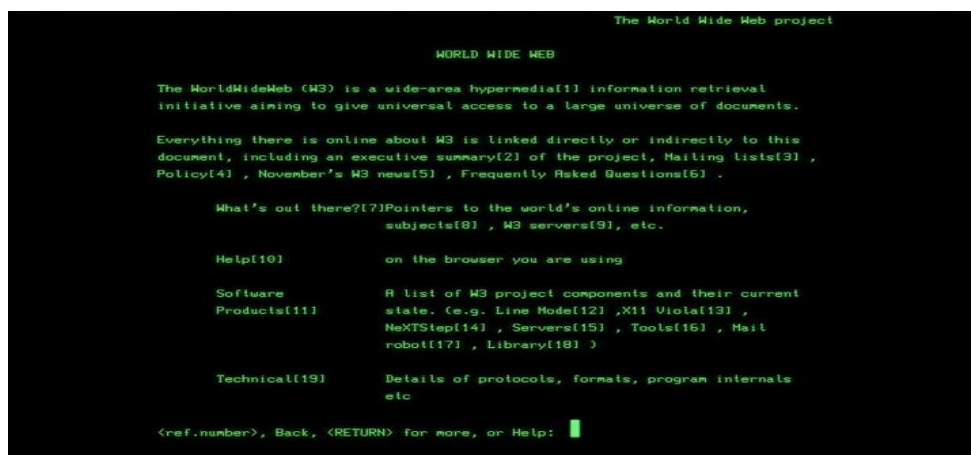 The World Wide Web project
WORLD WIDE WEB
The WorldWideWeb (W3) is a wide-area hypermedia[1] information retrieval
initiative aiming to give universal access to a large universe of documents.
Everything there is online about W3 is linked directly or indirectly to this
document, including an executive summary[2] of the project, Mailing lists[3] ,
Policy[4] , November's W3 news[5] , Frequently Asked Questions[6] .
What's out there?[7]Pointers to the world's online information,
subjects[8] , W3 servers[9], etc.
Help[10] on the browser you are using
Software A list of W3 project components and their current
Products[11] state. (e.g. Line Mode[12] ,X11 Viola[13] ,
NeXTStep[14] , Servers[15] , Tools[16] , Mail
robot[17] , Library[18] )
Technical[19] Details of protocols, formats, program internals
etc
<ref.number>, Back, <RETURN> for more, or Help: